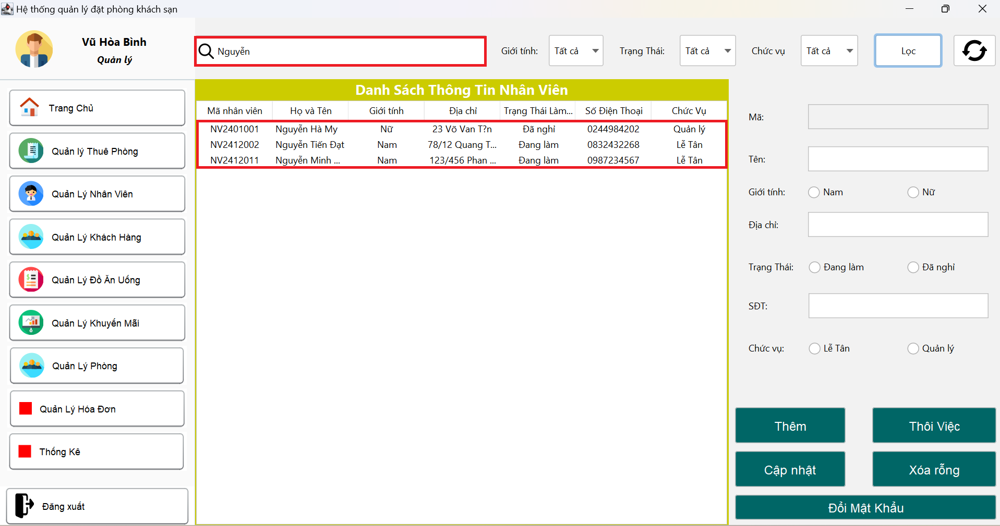 Hệ thống quản lý đặt phòng khách sạn
Vũ Hòa Bình
Quản lý
Nguyễn
Giới tính: Tất cả Trạng Thái: Tất cả Chức vụ Tất cả Lọc
Trang Chủ
Quản lý Thuê Phòng
Quản Lý Nhân Viên
Quản Lý Khách Hàng
Quản Lý Đồ Ăn Uống
Quản Lý Khuyến Mãi
Quản Lý Phòng
Quản Lý Hóa Đơn
Thống Kê
Đăng xuất
Danh Sách Thông Tin Nhân Viên
Mã nhân viên Họ và Tên Giới tính Địa chỉ Trạng Thái Làm... Số Điện Thoại Chức Vụ
NV2401001 Nguyễn Hà My Nữ 23 Võ Van T?n Đã nghỉ 0244984202 Quản lý
NV2412002 Nguyễn Tiến Đạt Nam 78/12 Quang T... Đang làm 0832432268 Lễ Tân
NV2412011 Nguyễn Minh ... Nam 123/456 Phan ... Đang làm 0987234567 Lễ Tân
Mã:
Tên:
Giới tính: Nam Nữ
Địa chỉ:
Trạng Thái: Đang làm Đã nghỉ
SĐT:
Chức vụ: Lễ Tân Quản lý
Thêm Thôi Việc
Cập nhật Xóa rỗng
Đổi Mật Khẩu